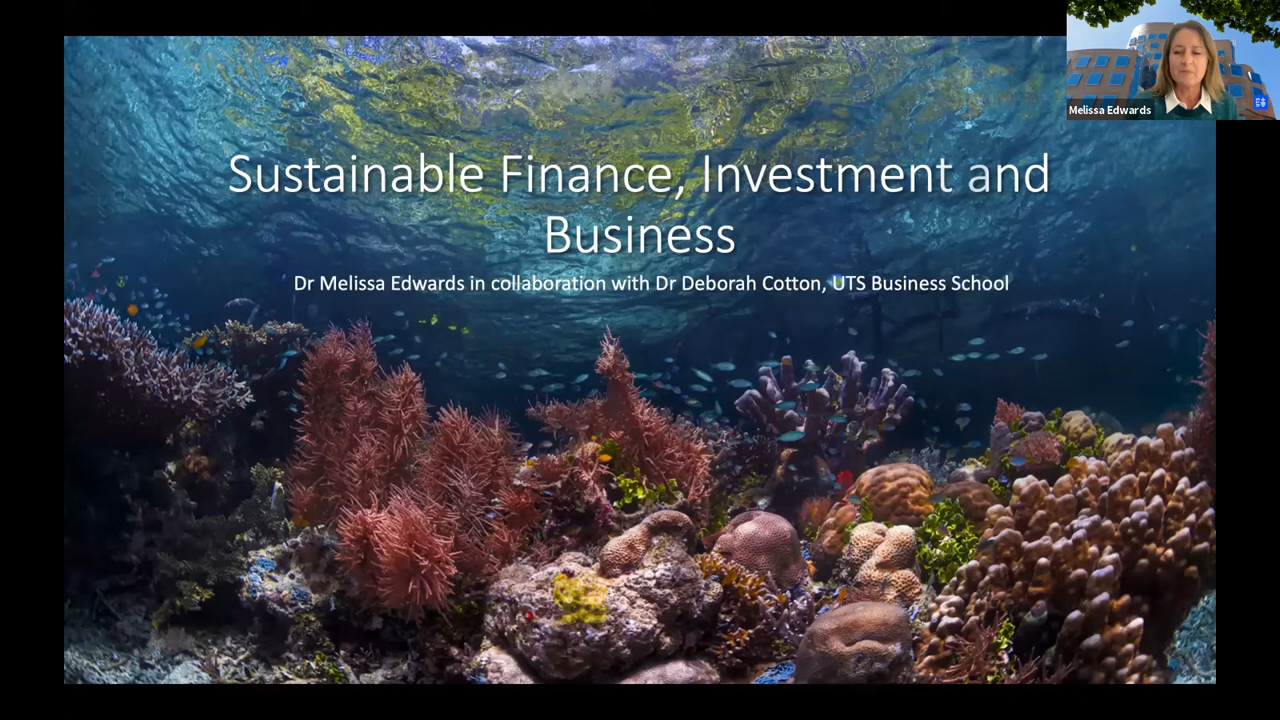 Melissa Edwards
Sustainable Finance, Investment and
Business
Dr Melissa Edwards in collaboration with Dr Deborah Cotton, UTS Business School